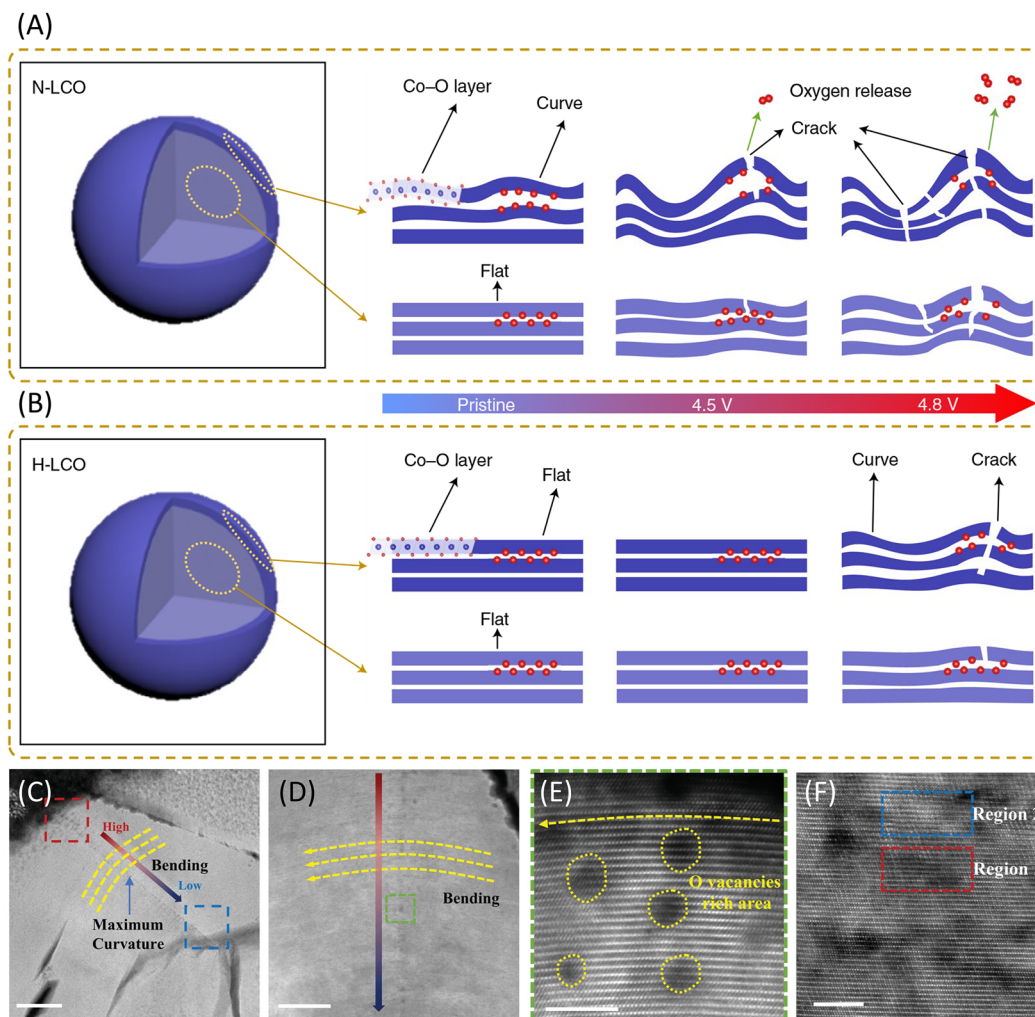 (A)
N-LCO
Co–O layer
Curve
Oxygen release
Crack
Flat
(B)
Pristine
4.5 V
4.8 V
H-LCO
Co–O layer
Flat
Curve
Crack
Flat
(C)
High
Bending
Low
Maximum
Curvature
(D)
Bending
(E)
O vacancies
rich area
(F)
Region 2
Region